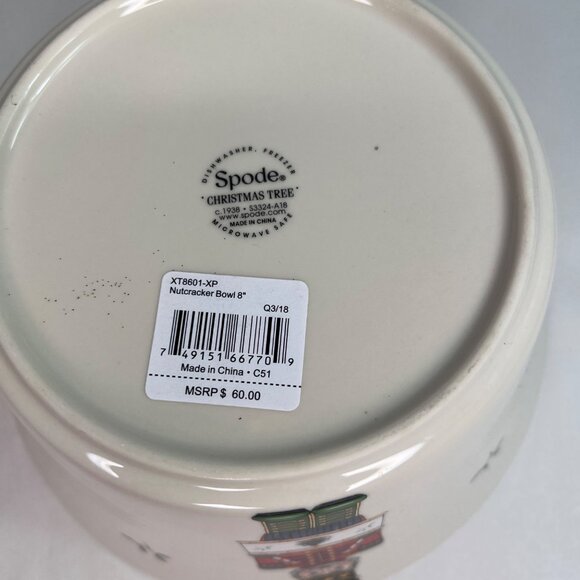 DISHWASHER, FREEZER
Spode®
CHRISTMAS TREE
c.1938 • S3324-A18
www.spode.com
MADE IN CHINA
MICROWAVE SAFE
XT8601-XP
Nutcracker Bowl 8"
Q3/18
7 49151 66770 9
Made in China • C51
MSRP $ 60.00